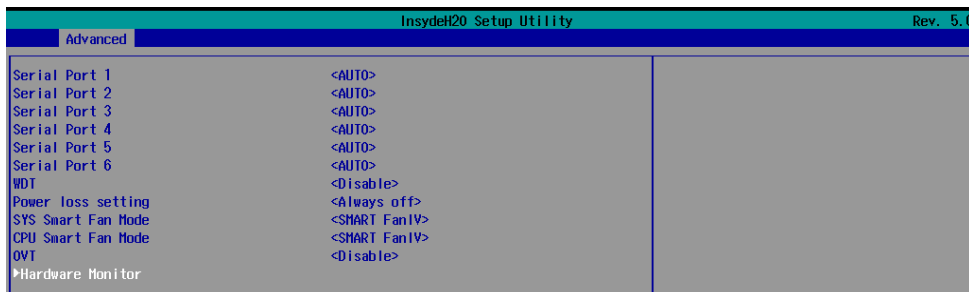 InsydeH20 Setup Utility Rev. 5.0
Advanced
Serial Port 1 <AUTO>
Serial Port 2 <AUTO>
Serial Port 3 <AUTO>
Serial Port 4 <AUTO>
Serial Port 5 <AUTO>
Serial Port 6 <AUTO>
WDT <Disable>
Power loss setting <Always off>
SYS Smart Fan Mode <SMART FanIV>
CPU Smart Fan Mode <SMART FanIV>
OVT <Disable>
▶Hardware Monitor